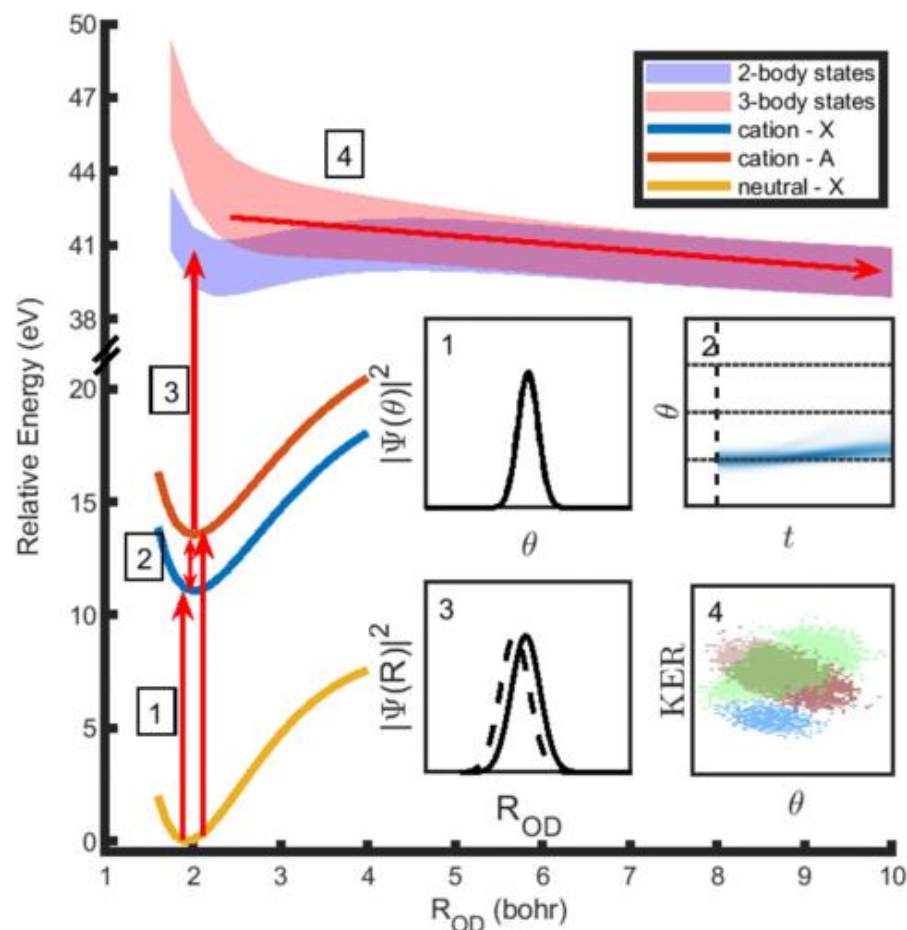 50
47
44
41
38
20
15
10
5
0
Relative Energy (eV)
2-body states
3-body states
cation - X
cation - A
neutral - X
4
3
2
1
1
|Ψ(θ)|²
θ
2
θ
t
3
|Ψ(R)|²
R_OD
4
KER
θ
1 2 3 4 5 6 7 8 9 10
R_OD (bohr)